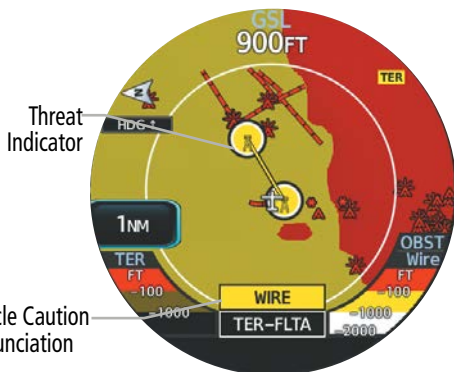 GSL
900FT
TER
N
HDG ↑
Threat
Indicator
1NM
TER
FT
-100
-1000
OBST
Wire
FT
-100
-1000
-2000
WIRE
TER-FLTA
cle Caution
unciation